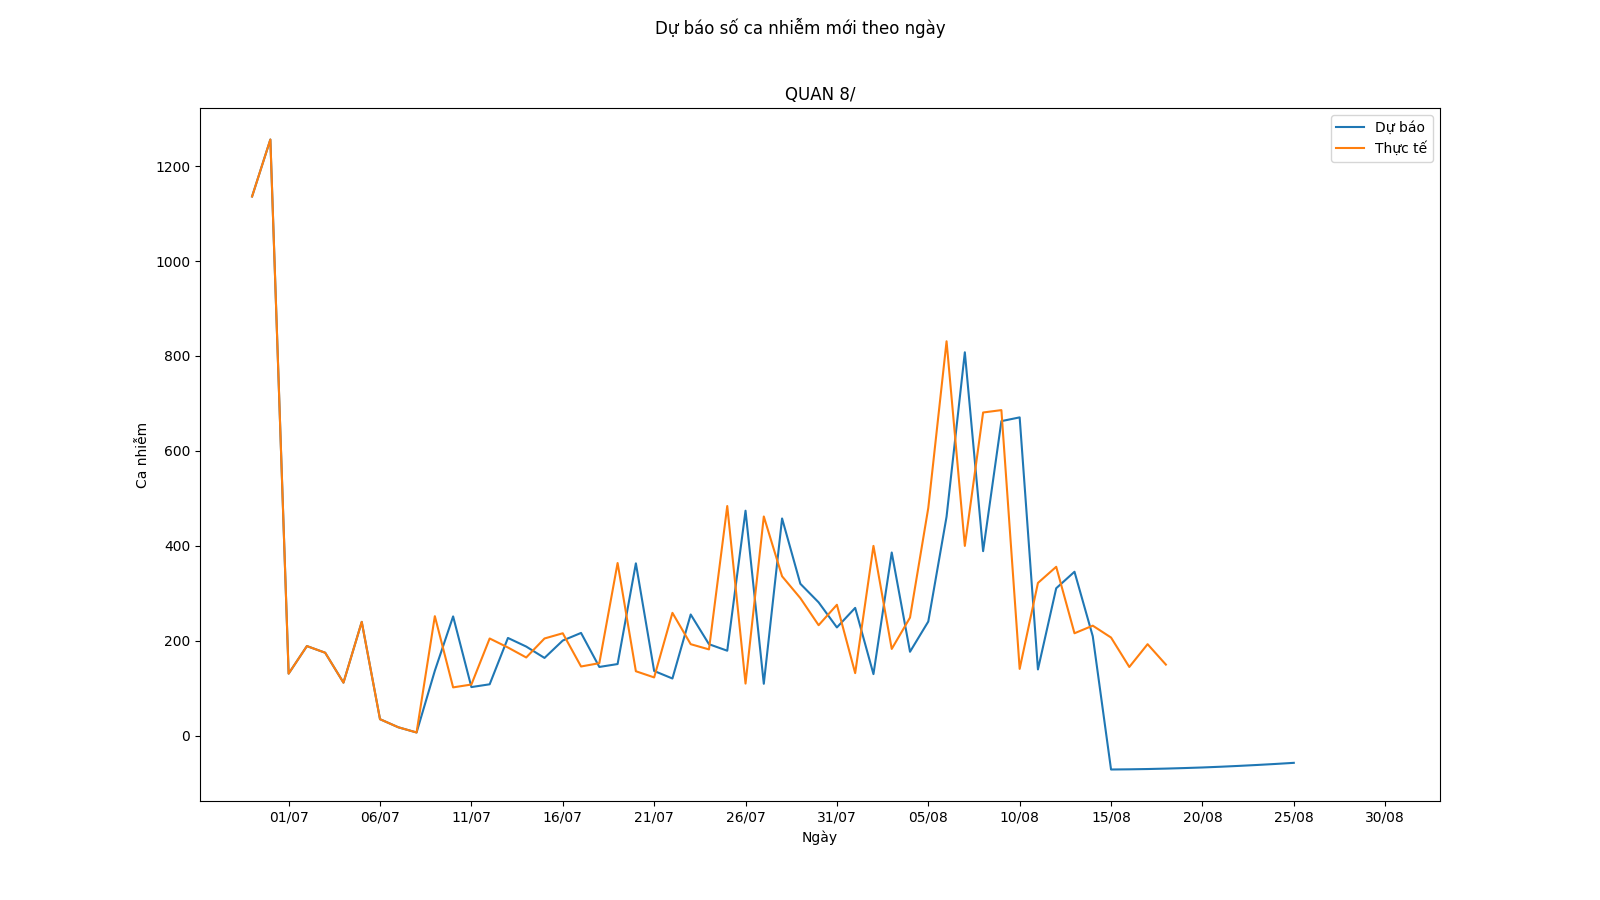 Dự báo số ca nhiễm mới theo ngày
QUAN 8/
Dự báo
Thực tế
1200
1000
800
600
400
200
0
Ca nhiễm
01/07 06/07 11/07 16/07 21/07 26/07 31/07 05/08 10/08 15/08 20/08 25/08 30/08
Ngày